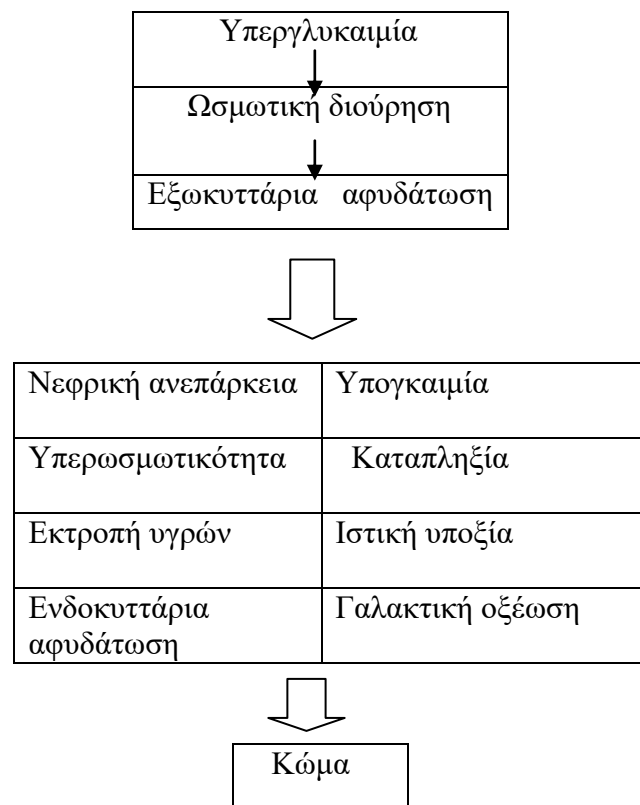 Υπεργλυκαιμία
Ωσμωτική διούρηση
Εξωκυττάρια αφυδάτωση
Νεφρική ανεπάρκεια
Υπογκαιμία
Υπερωσμωτικότητα
Καταπληξία
Εκτροπή υγρών
Ιστική υποξία
Ενδοκυττάρια
αφυδάτωση
Γαλακτική οξέωση
Κώμα